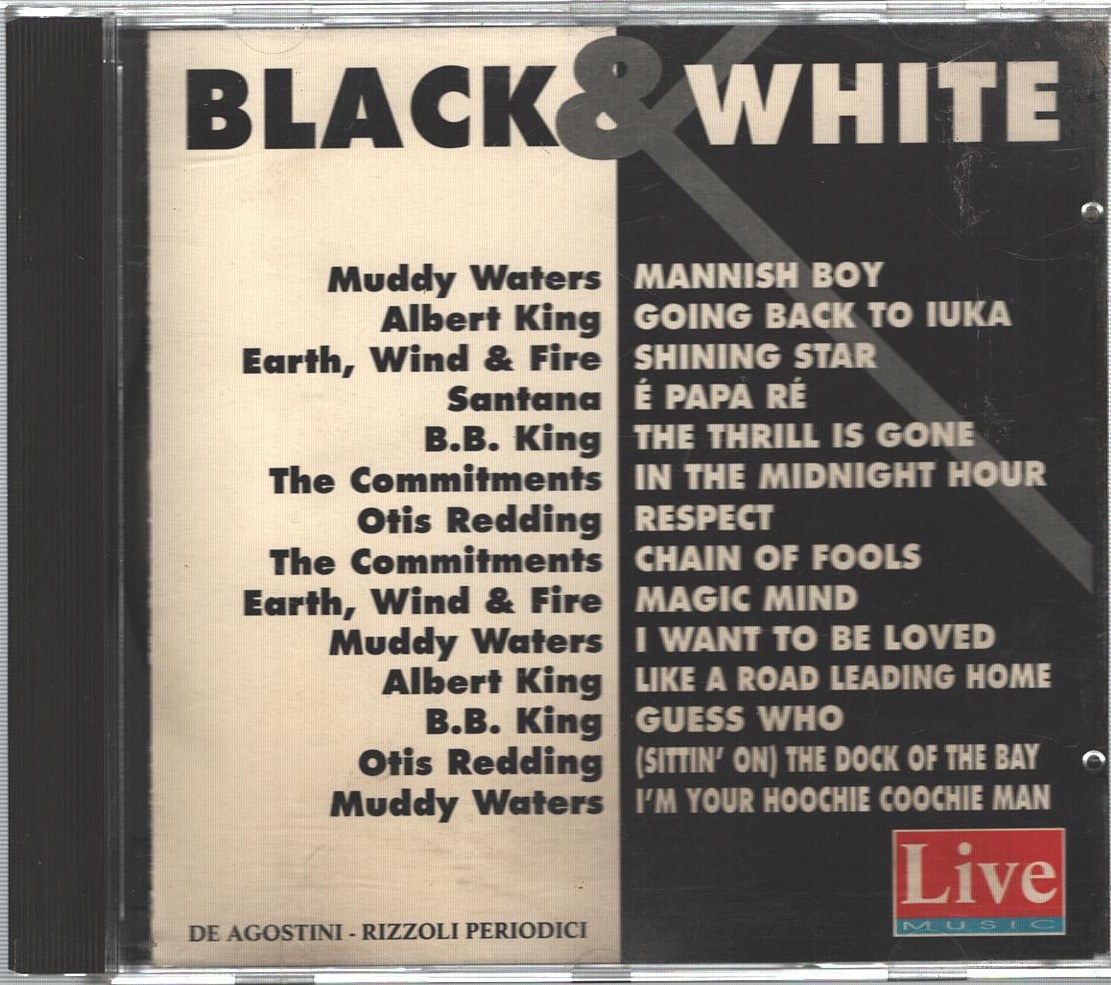 BLACK & WHITE
Muddy Waters MANNISH BOY
Albert King GOING BACK TO IUKA
Earth, Wind & Fire SHINING STAR
Santana É PAPA RÉ
B.B. King THE THRILL IS GONE
The Commitments IN THE MIDNIGHT HOUR
Otis Redding RESPECT
The Commitments CHAIN OF FOOLS
Earth, Wind & Fire MAGIC MIND
Muddy Waters I WANT TO BE LOVED
Albert King LIKE A ROAD LEADING HOME
B.B. King GUESS WHO
Otis Redding (SITTIN' ON) THE DOCK OF THE BAY
Muddy Waters I'M YOUR HOOCHIE COOCHIE MAN
Live
MUSIC
DE AGOSTINI - RIZZOLI PERIODICI